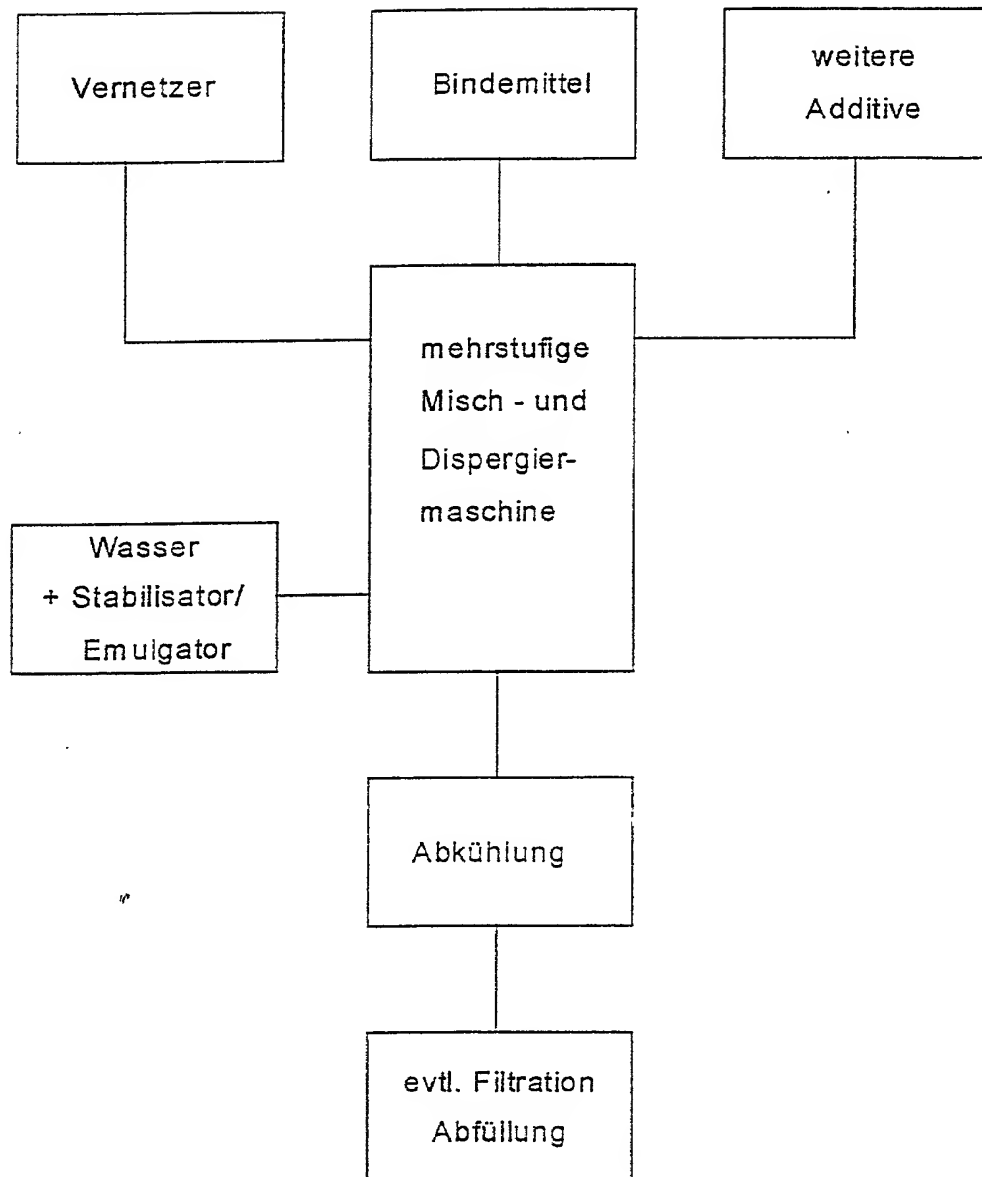 Vernetzer
Bindemittel
weitere
Additive
mehrstufige
Misch - und
Dispergier-
maschine
Wasser
+ Stabilisator/
Emulgator
Abkühlung
evtl. Filtration
Abfüllung